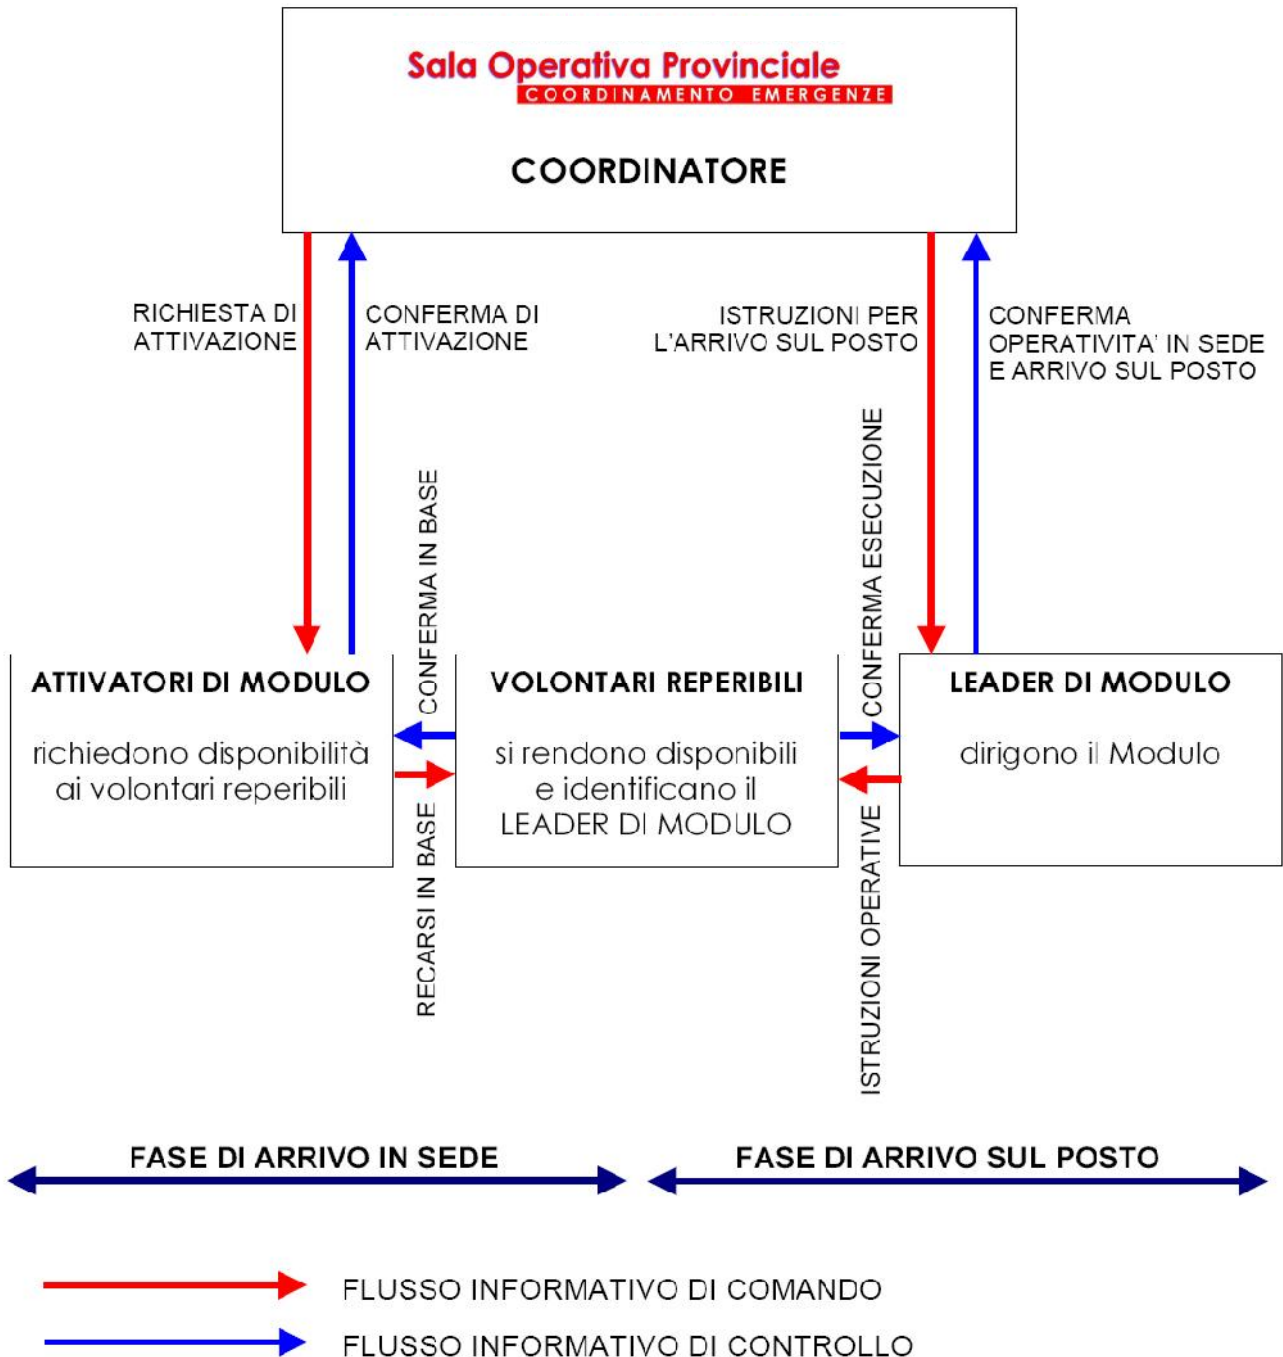 Sala Operativa Provinciale
COORDINAMENTO EMERGENZE
COORDINATORE
RICHIESTA DI
ATTIVAZIONE
CONFERMA DI
ATTIVAZIONE
ISTRUZIONI PER
L'ARRIVO SUL POSTO
CONFERMA
OPERATIVITA' IN SEDE
E ARRIVO SUL POSTO
CONFERMA IN BASE
CONFERMA ESECUZIONE
ATTIVATORI DI MODULO
richiedono disponibilità
ai volontari reperibili
VOLONTARI REPERIBILI
si rendono disponibili
e identificano il
LEADER DI MODULO
LEADER DI MODULO
dirigono il Modulo
RECARSI IN BASE
ISTRUZIONI OPERATIVE
FASE DI ARRIVO IN SEDE
FASE DI ARRIVO SUL POSTO
FLUSSO INFORMATIVO DI COMANDO
FLUSSO INFORMATIVO DI CONTROLLO